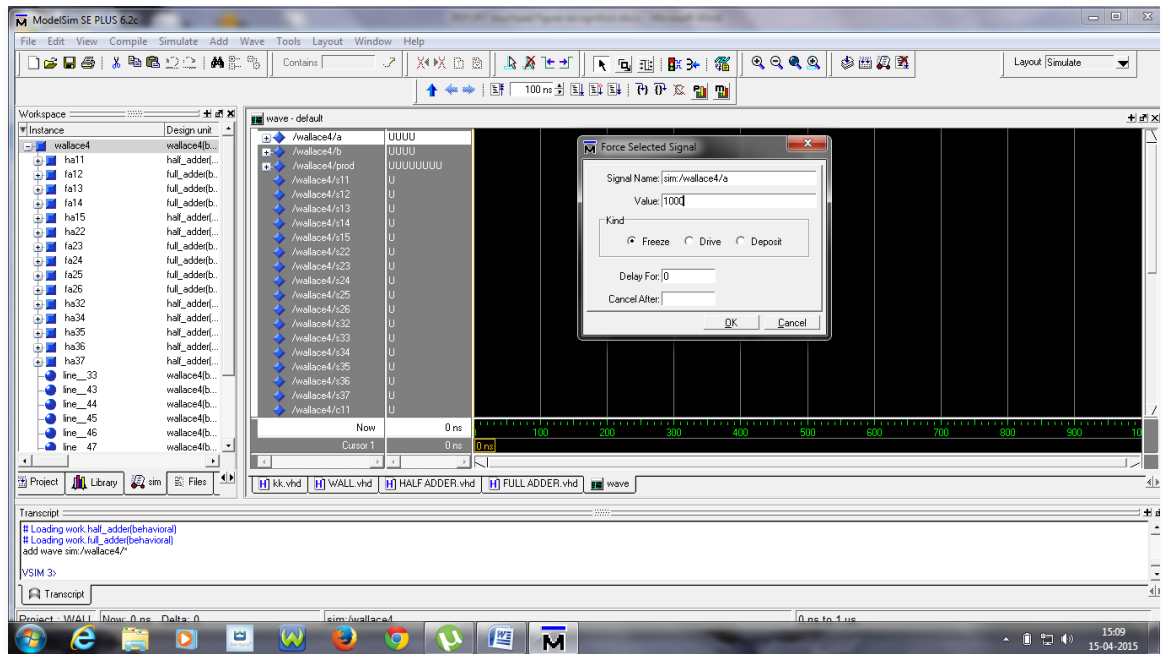 ModelSim SE PLUS 6.2c
File Edit View Compile Simulate Add Wave Tools Layout Window Help
Contains
Layout Simulate
100 ns
Workspace
wave - default
Instance Design unit
wallace4 wallace4(b...
ha11 half_adder(...
fa12 full_adder(b..
fa13 full_adder(b..
fa14 full_adder(b..
ha15 half_adder(...
ha22 half_adder(...
fa23 full_adder(b..
fa24 full_adder(b..
fa25 full_adder(b..
fa26 full_adder(b..
ha32 half_adder(...
ha34 half_adder(...
ha35 half_adder(...
ha36 half_adder(...
ha37 half_adder(...
line__33 wallace4(b...
line__43 wallace4(b...
line__44 wallace4(b...
line__45 wallace4(b...
line__46 wallace4(b...
line__47 wallace4(b...
Project Library sim Files
/wallace4/a UUUU
/wallace4/b UUUU
/wallace4/prod UUUUUUUU
/wallace4/s11 U
/wallace4/s12 U
/wallace4/s13 U
/wallace4/s14 U
/wallace4/s15 U
/wallace4/s22 U
/wallace4/s23 U
/wallace4/s24 U
/wallace4/s25 U
/wallace4/s26 U
/wallace4/s32 U
/wallace4/s33 U
/wallace4/s34 U
/wallace4/s35 U
/wallace4/s36 U
/wallace4/s37 U
/wallace4/c11 U
Now 0 ns
Cursor 1 0 ns
100 200 300 400 500 600 700 800 900 10
0 ns
Force Selected Signal
Signal Name: sim:/wallace4/a
Value: 1000
Kind
Freeze Drive Deposit
Delay For: 0
Cancel After:
OK Cancel
kk.vhd WALL.vhd HALF ADDER.vhd FULL ADDER.vhd wave
Transcript
# Loading work.half_adder(behavioral)
# Loading work.full_adder(behavioral)
add wave sim:/wallace4/*
VSIM 3>
Transcript
Project : WALL Now: 0 ns Delta: 0 sim:/wallace4 0 ns to 1 us
15:09
15-04-2015